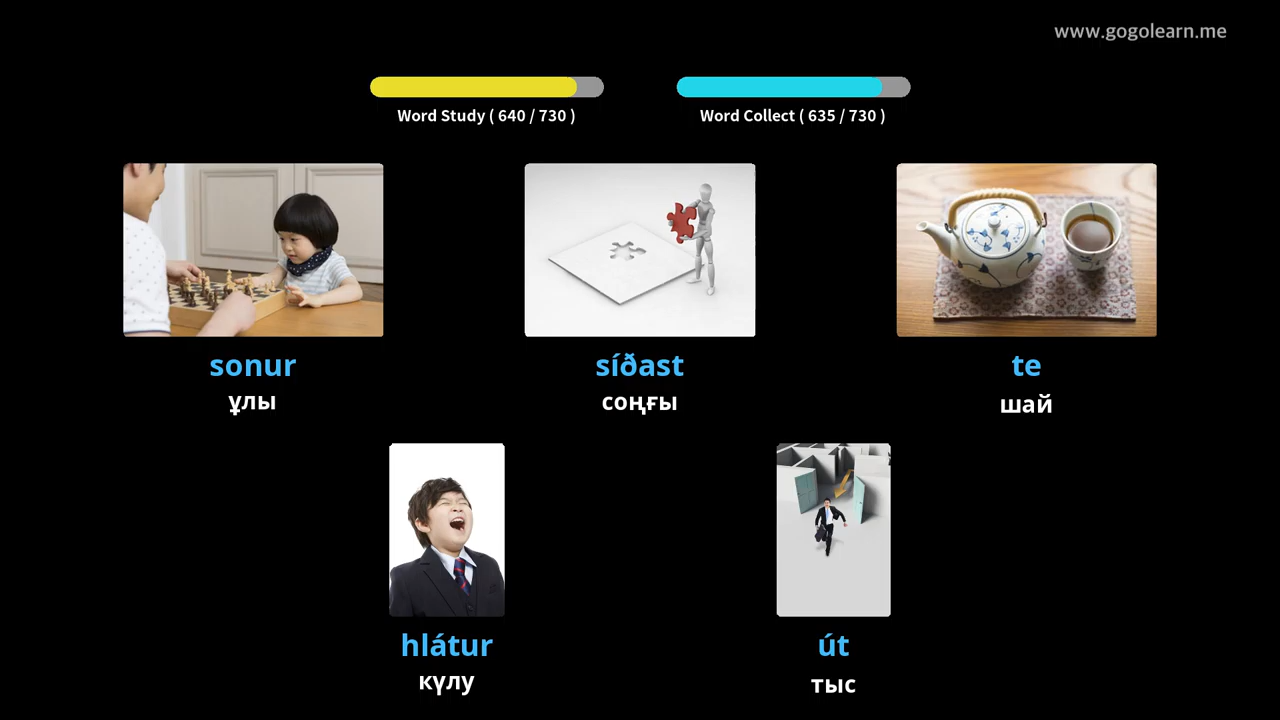 www.gogolearn.me
Word Study ( 640 / 730 )
Word Collect ( 635 / 730 )
sonur
ұлы
síðast
соңғы
te
шай
hlátur
күлу
út
тыс